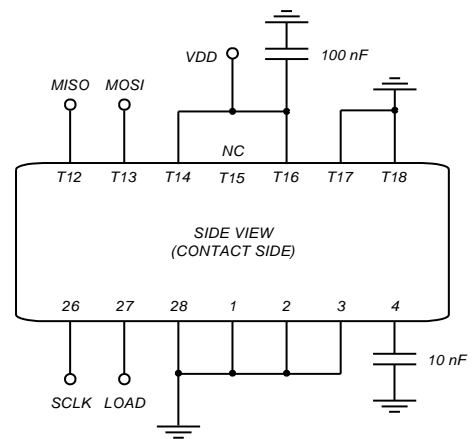 VDD
100 nF
MISO MOSI
NC
T12 T13 T14 T15 T16 T17 T18
SIDE VIEW
(CONTACT SIDE)
26 27 28 1 2 3 4
10 nF
SCLK LOAD